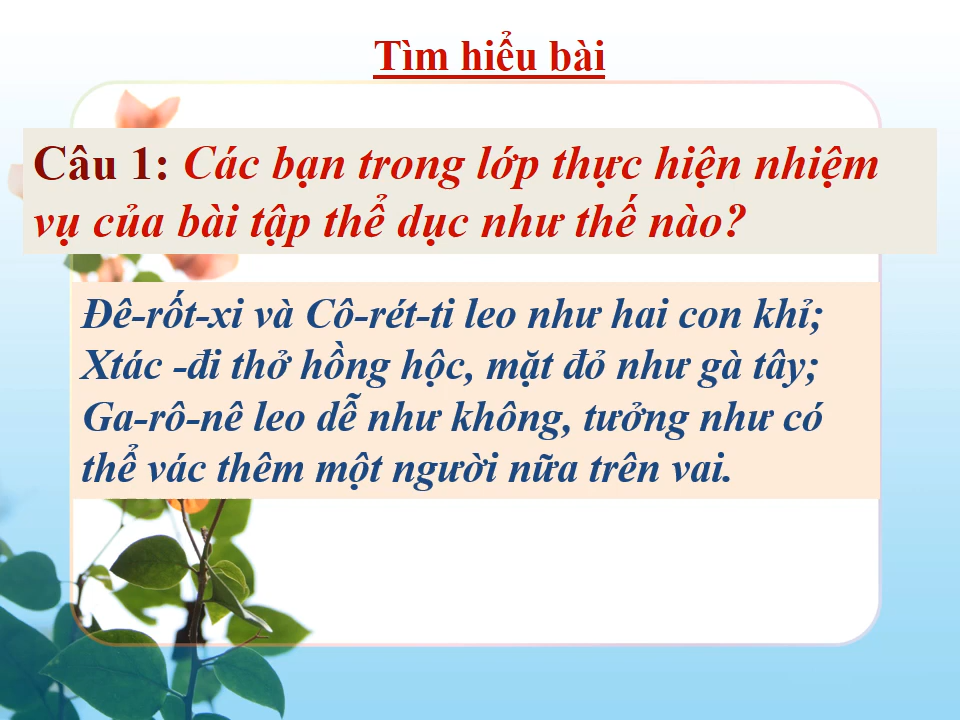 Tìm hiểu bài
Câu 1: Các bạn trong lớp thực hiện nhiệm
vụ của bài tập thể dục như thế nào?
Đê-rốt-xi và Cô-rét-ti leo như hai con khỉ;
Xtác -đi thở hồng hộc, mặt đỏ như gà tây;
Ga-rô-nê leo dễ như không, tưởng như có
thể vác thêm một người nữa trên vai.